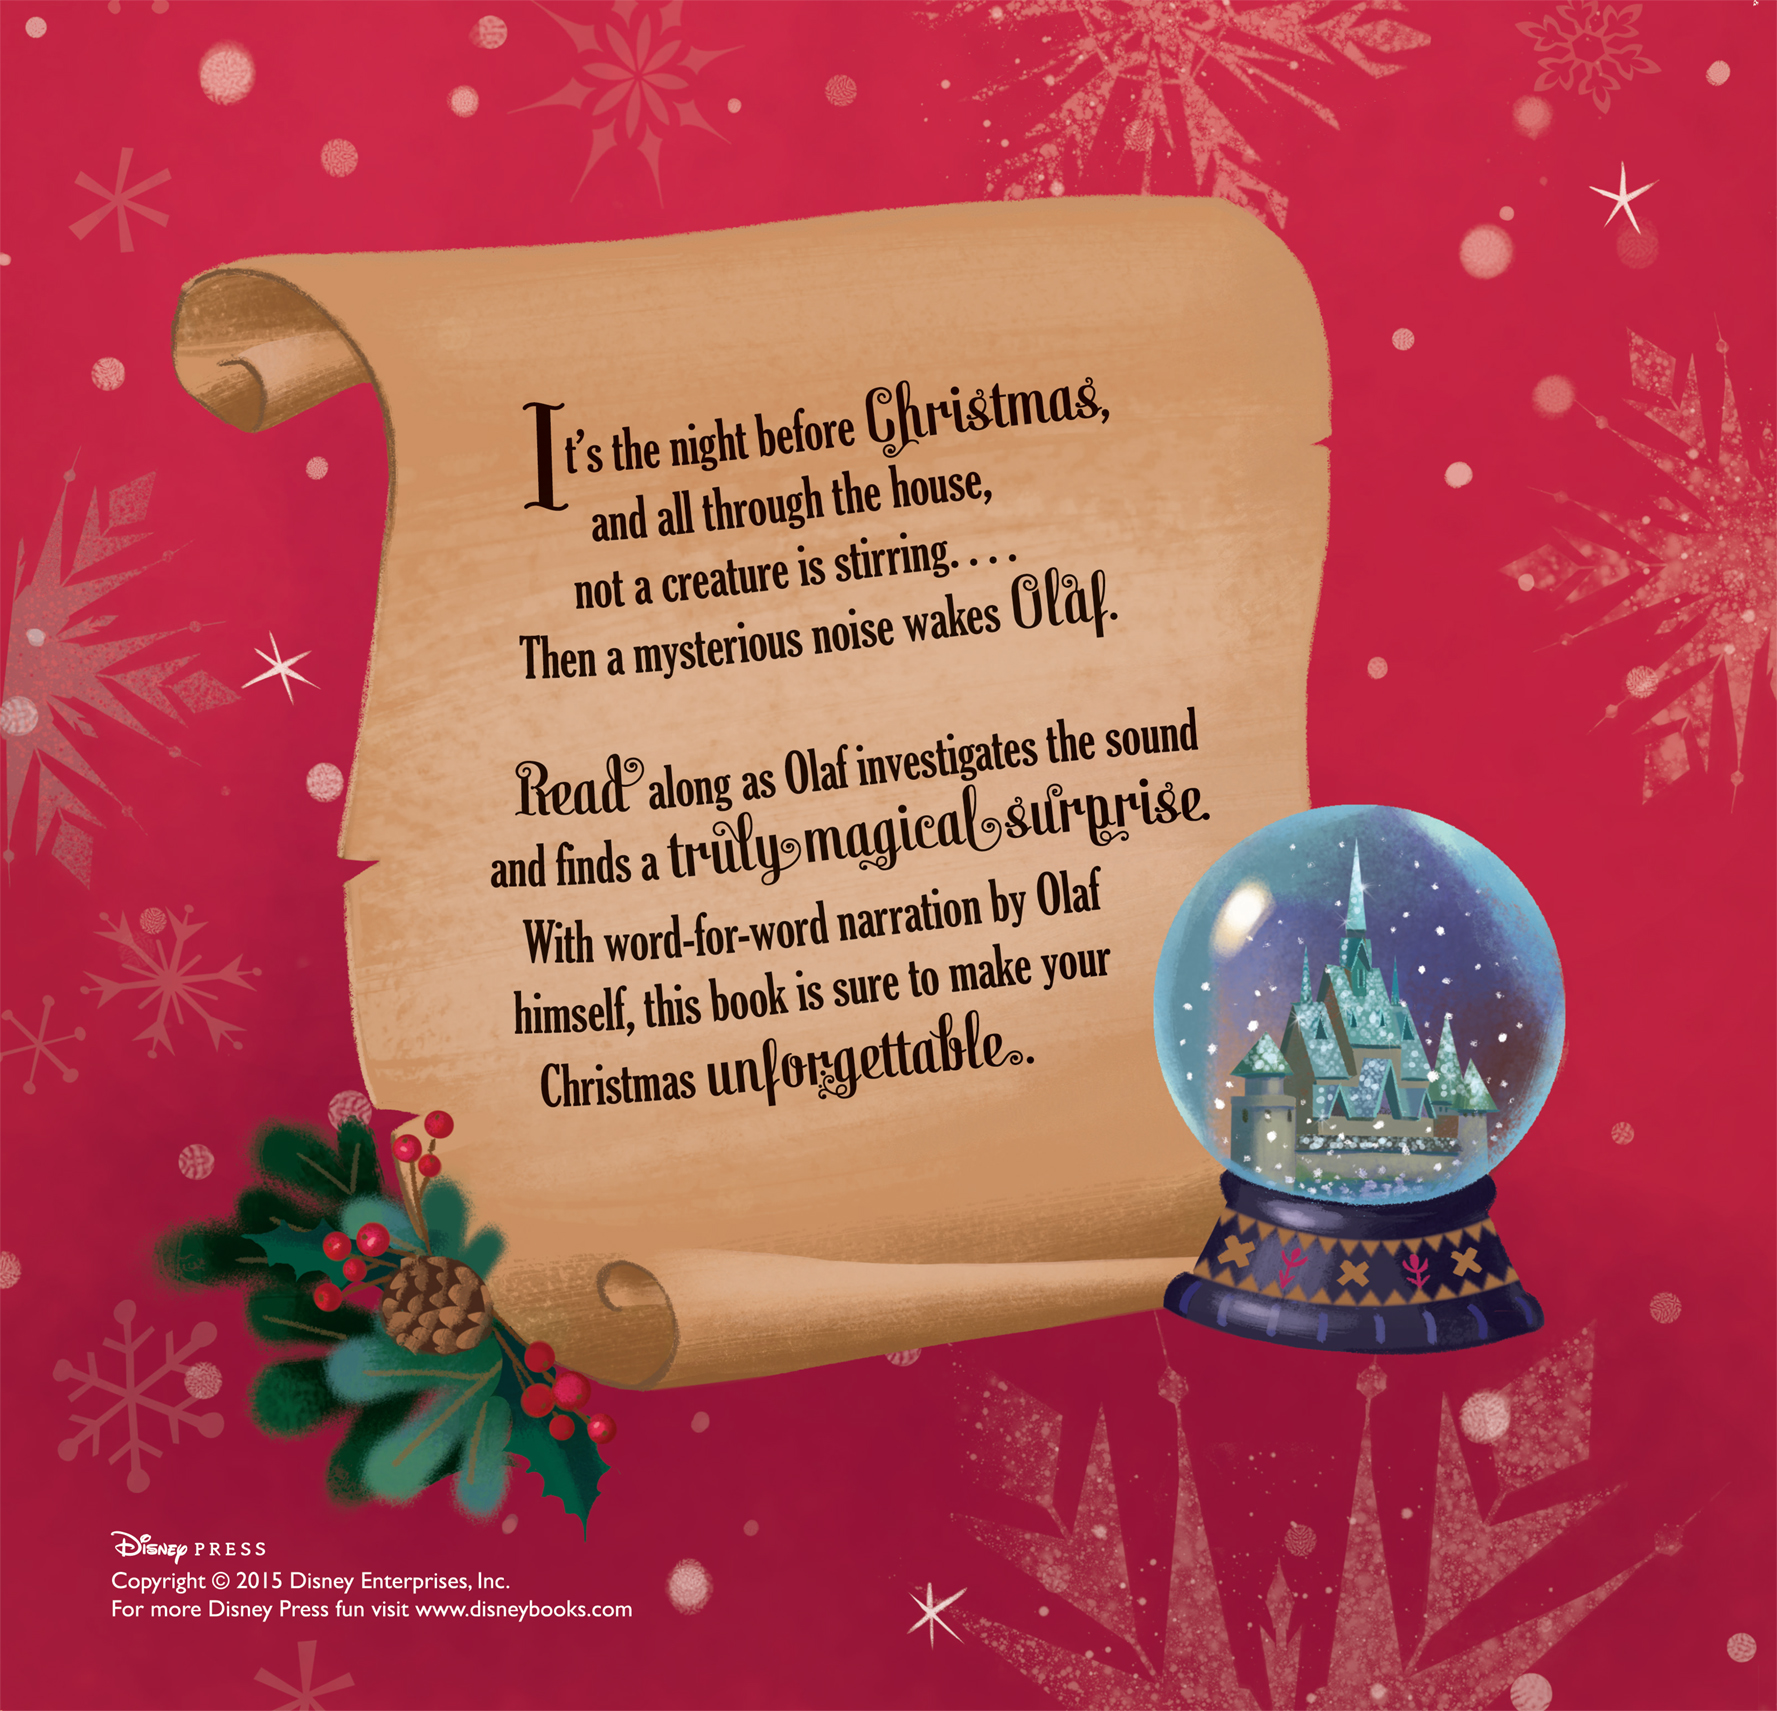 It's the night before Christmas,
and all through the house,
not a creature is stirring. . . .
Then a mysterious noise wakes Olaf.
Read along as Olaf investigates the sound
and finds a truly magical surprise.
With word-for-word narration by Olaf
himself, this book is sure to make your
Christmas unforgettable.
Disney PRESS
Copyright © 2015 Disney Enterprises, Inc.
For more Disney Press fun visit www.disneybooks.com